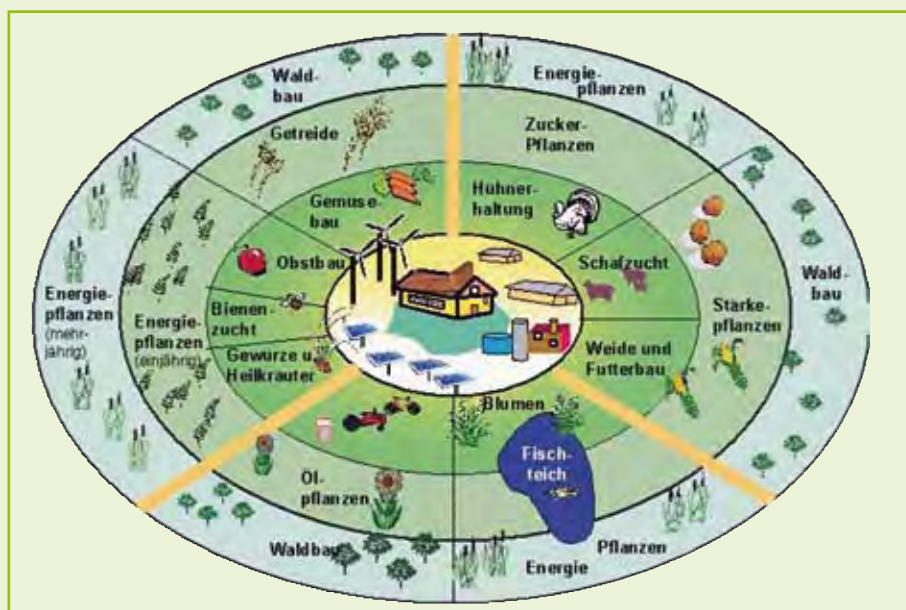 Wald-
bau
Energie-
pflanzen
Getreide
Zucker-
Pflanzen
Gemüse-
bau
Hühner-
haltung
Obstbau
Schafzucht
Wald-
bau
Energie-
pflanzen
(mehr-
jährig)
Energie-
pflanzen
(einjährig)
Bienen-
zucht
Stärke-
pflanzen
Gewürze u.
Heilkräuter
Weide und
Futterbau
Blumen
Fisch-
teich
Öl-
pflanzen
Waldbau
Pflanzen
Energie